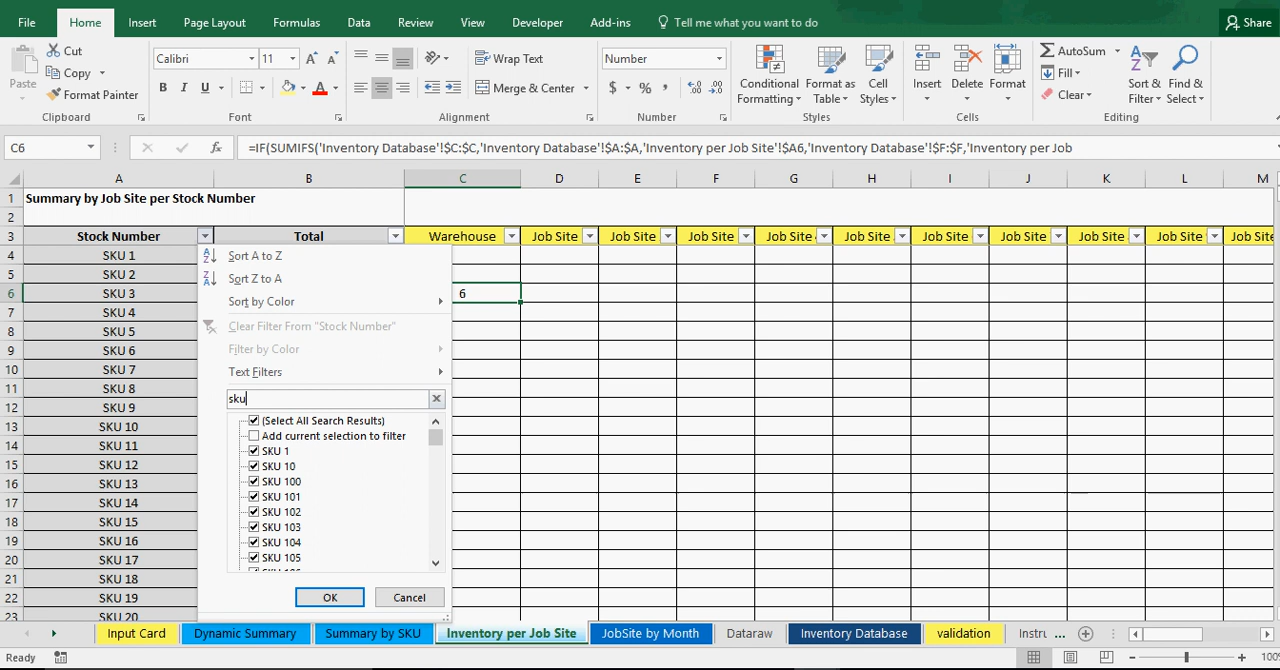 File Home Insert Page Layout Formulas Data Review View Developer Add-ins Tell me what you want to do Share
Paste Cut Copy Format Painter Clipboard
Calibri 11 A A B I U A Font
Wrap Text Merge & Center Alignment
Number $ % , Number
Conditional Formatting Format as Table Cell Styles Styles
Insert Delete Format Cells
AutoSum Fill Clear Sort & Filter Find & Select Editing
C6 fx =IF(SUMIFS('Inventory Database'!$C:$C,'Inventory Database'!$A:$A,'Inventory per Job Site'!$A6,'Inventory Database'!$F:$F,'Inventory per Job
A B C D E F G H I J K L M
1 Summary by Job Site per Stock Number
2
3 Stock Number Total Warehouse Job Site Job Site Job Site Job Site Job Site Job Site Job Site Job Site Job Site Job Site
4 SKU 1
5 SKU 2
6 SKU 3 6
7 SKU 4
8 SKU 5
9 SKU 6
10 SKU 7
11 SKU 8
12 SKU 9
13 SKU 10
14 SKU 11
15 SKU 12
16 SKU 13
17 SKU 14
18 SKU 15
19 SKU 16
20 SKU 17
21 SKU 18
22 SKU 19
23 SKU 20
Sort A to Z
Sort Z to A
Sort by Color
Clear Filter From "Stock Number"
Filter by Color
Text Filters
sku
(Select All Search Results)
Add current selection to filter
SKU 1
SKU 10
SKU 100
SKU 101
SKU 102
SKU 103
SKU 104
SKU 105
OK Cancel
Input Card Dynamic Summary Summary by SKU Inventory per Job Site JobSite by Month Dataraw Inventory Database validation Instru ...
Ready 100%